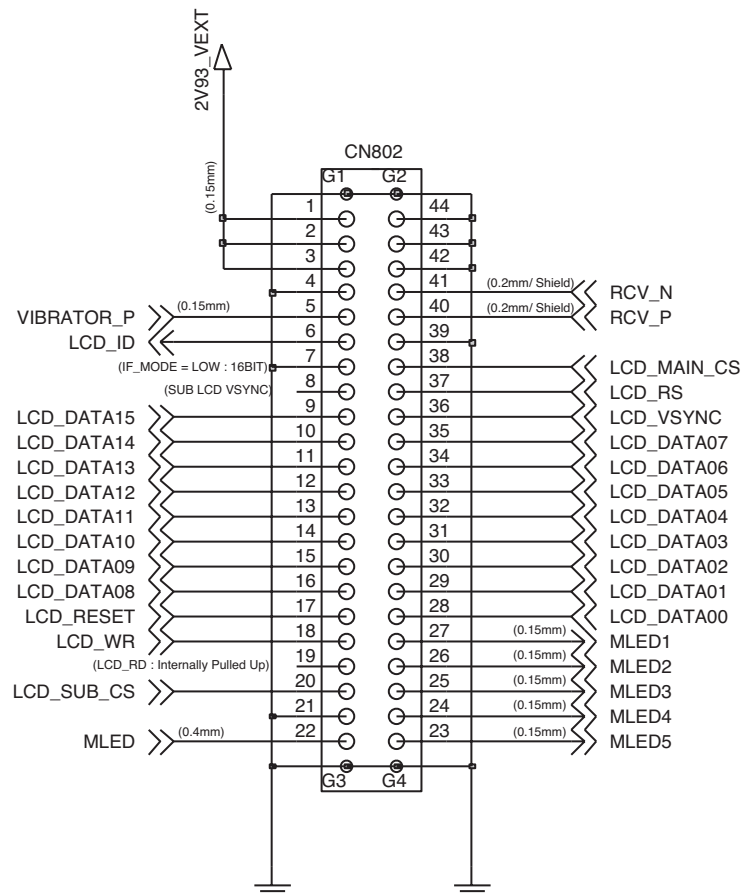 2V93_VEXT
CN802
(0.15mm)
G1 G2
1 44
2 43
3 42
4 41 (0.2mm/ Shield) RCV_N
VIBRATOR_P (0.15mm) 5 40 (0.2mm/ Shield) RCV_P
LCD_ID 6 39
(IF_MODE = LOW : 16BIT) 7 38 LCD_MAIN_CS
(SUB LCD VSYNC) 8 37 LCD_RS
LCD_DATA15 9 36 LCD_VSYNC
LCD_DATA14 10 35 LCD_DATA07
LCD_DATA13 11 34 LCD_DATA06
LCD_DATA12 12 33 LCD_DATA05
LCD_DATA11 13 32 LCD_DATA04
LCD_DATA10 14 31 LCD_DATA03
LCD_DATA09 15 30 LCD_DATA02
LCD_DATA08 16 29 LCD_DATA01
LCD_RESET 17 28 LCD_DATA00
LCD_WR 18 27 (0.15mm) MLED1
(LCD_RD : Internally Pulled Up) 19 26 (0.15mm) MLED2
LCD_SUB_CS 20 25 (0.15mm) MLED3
21 24 (0.15mm) MLED4
MLED (0.4mm) 22 23 (0.15mm) MLED5
G3 G4